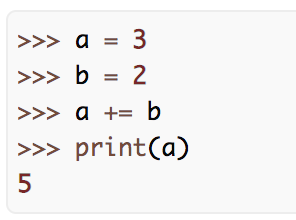 >>> a = 3
>>> b = 2
>>> a += b
>>> print(a)
5